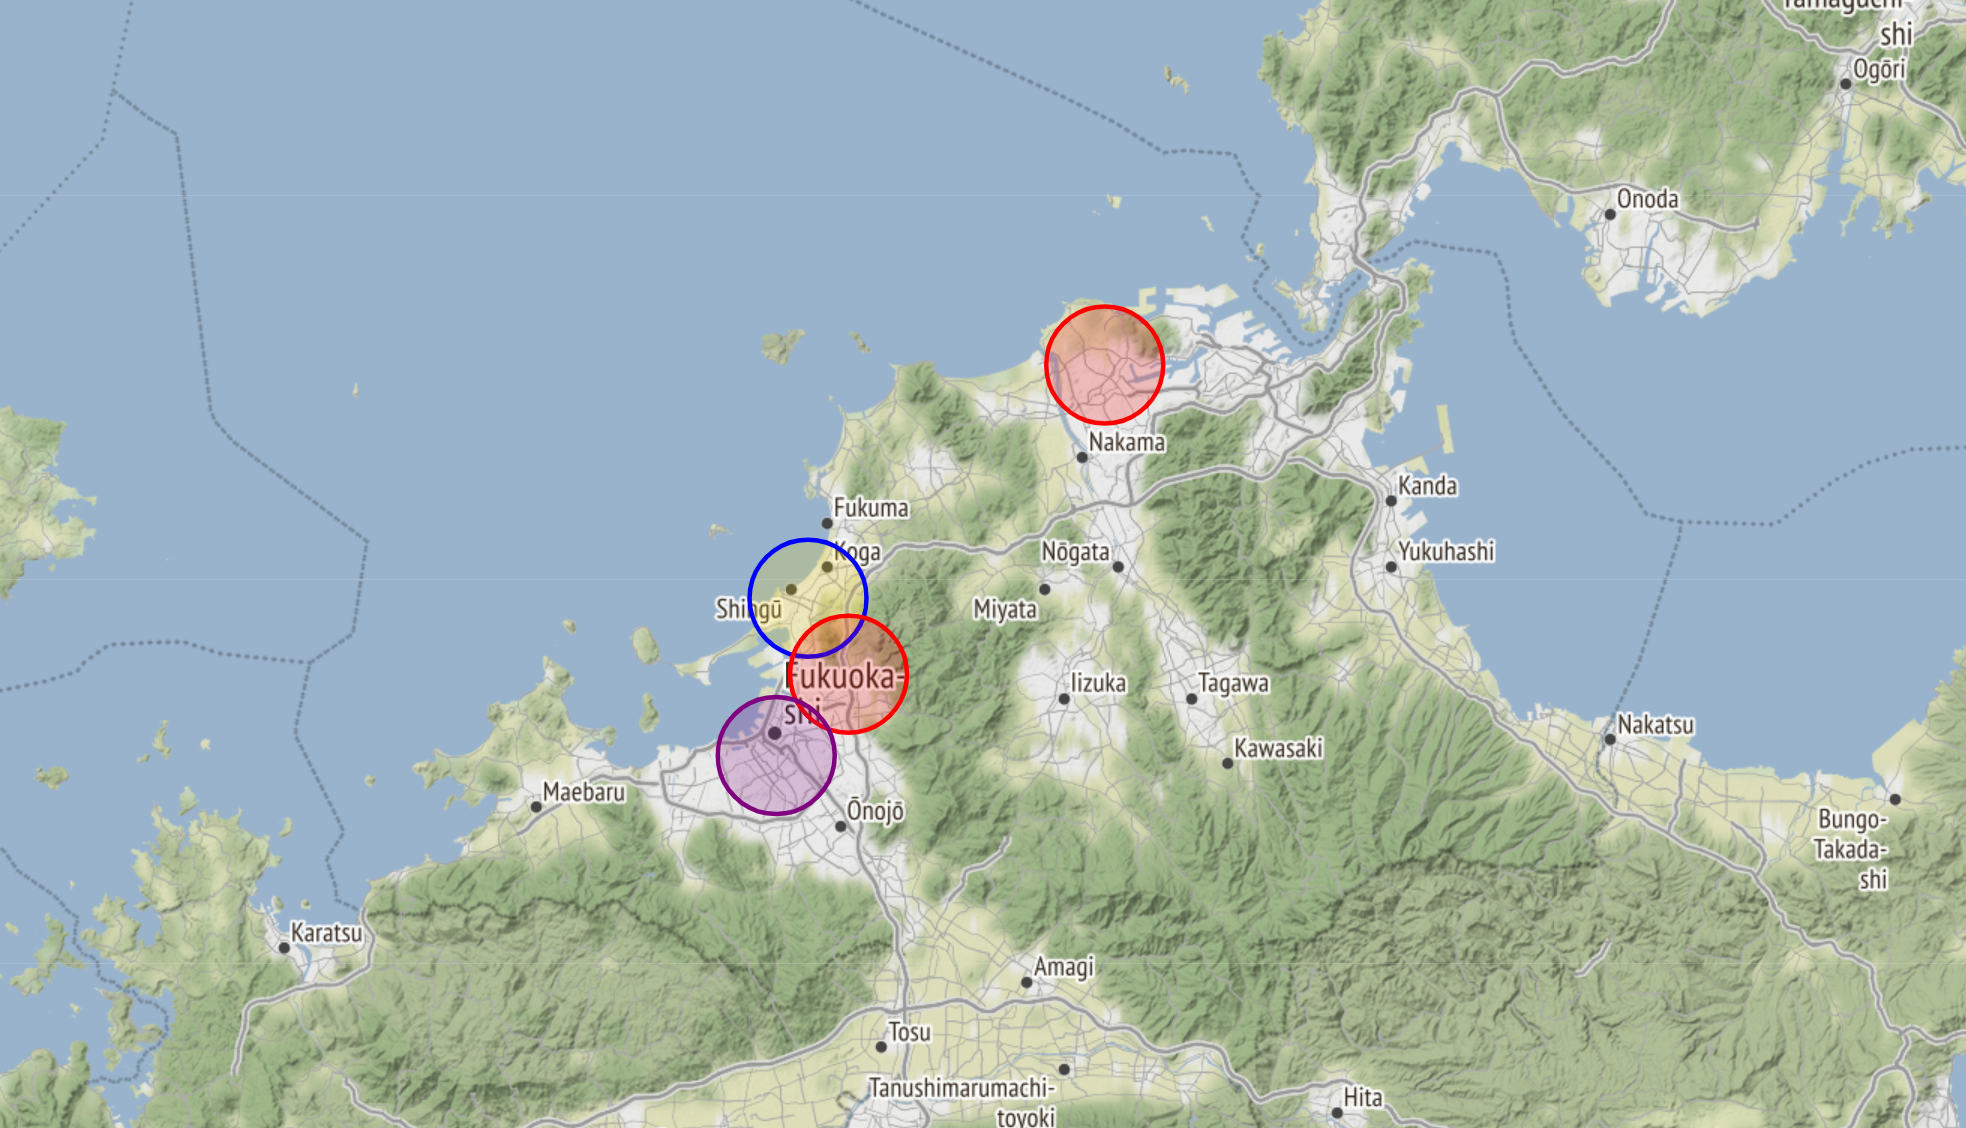 Yamaguchi-
shi
Ogōri
Onoda
Nakama
Kanda
Fukuma
Koga
Nōgata
Yukuhashi
Shingū
Miyata
Fukuoka-
shi
Iizuka
Tagawa
Nakatsu
Kawasaki
Maebaru
Ōnojō
Bungo-
Takada-
shi
Karatsu
Amagi
Tosu
Tanushimarumachi-
toyoki
Hita